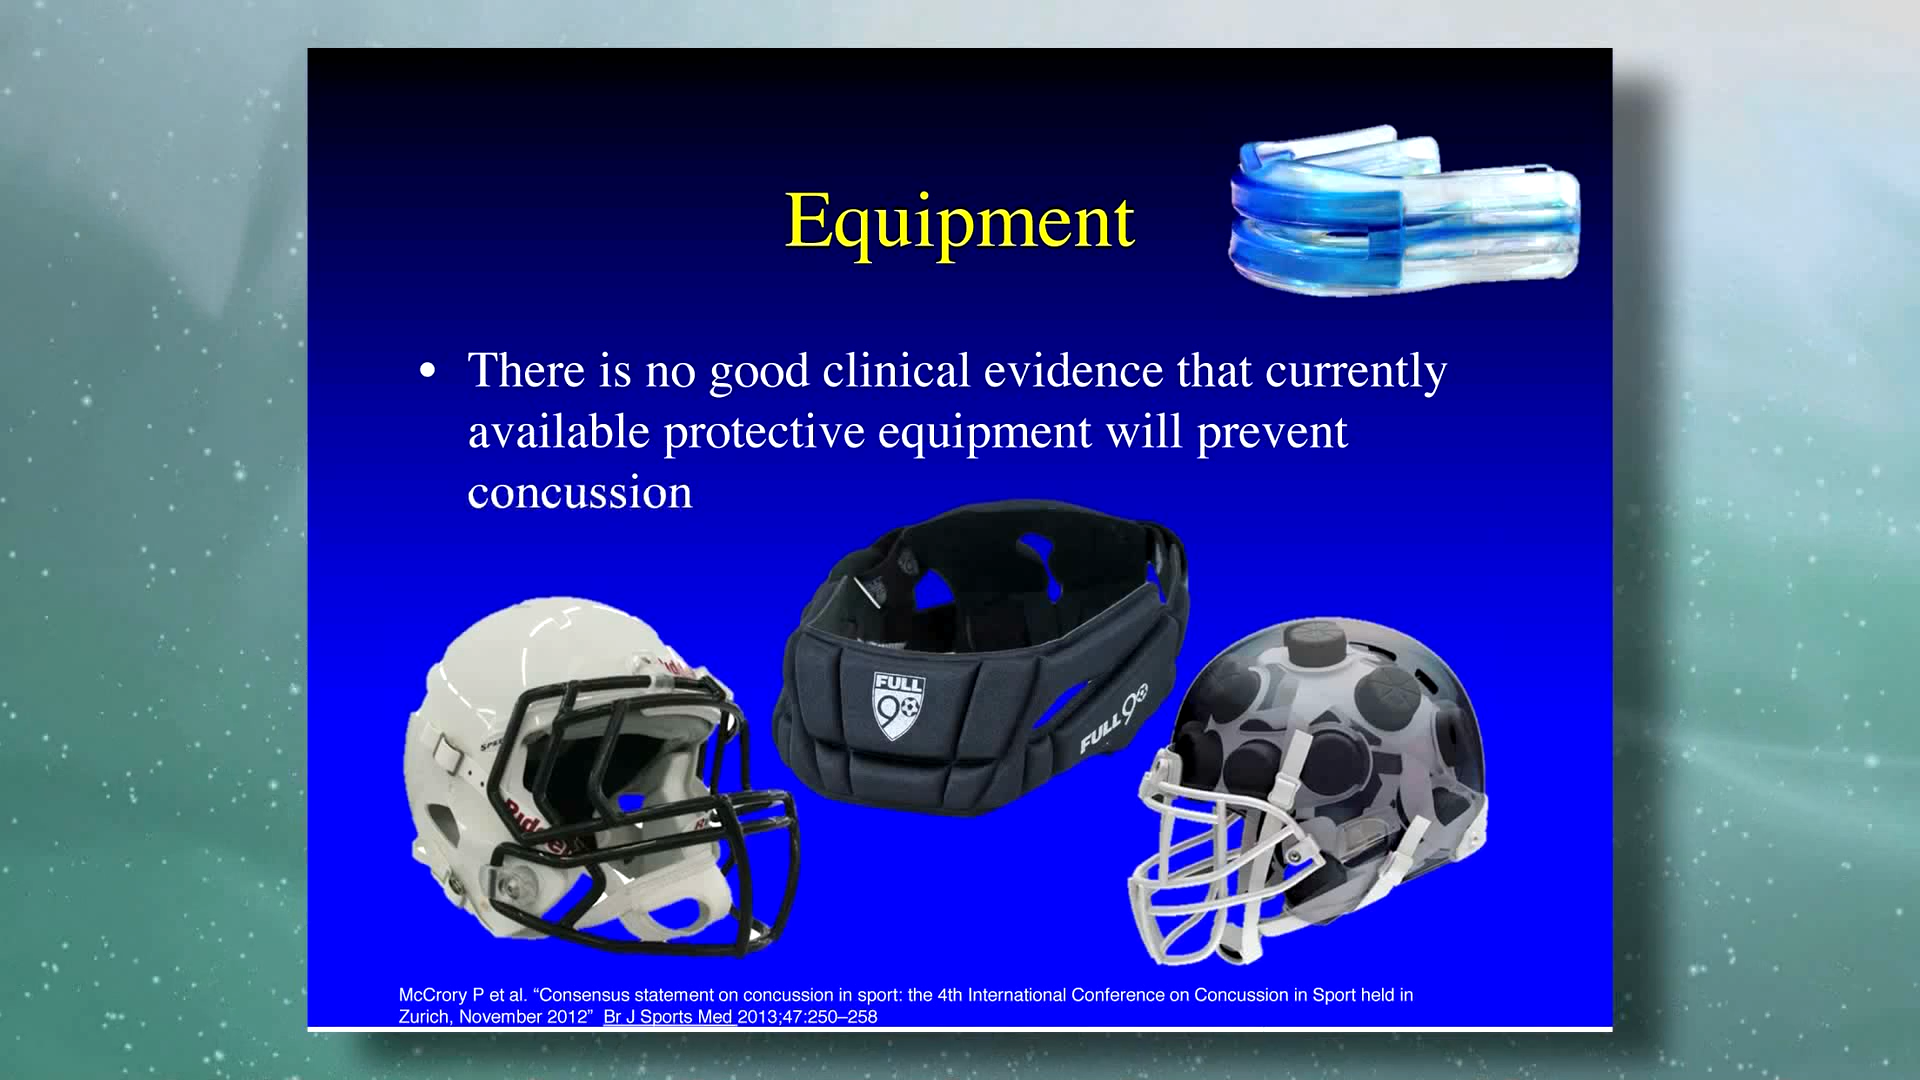 Equipment
• There is no good clinical evidence that currently
available protective equipment will prevent
concussion
FULL
90
FULL90
McCrory P et al. “Consensus statement on concussion in sport: the 4th International Conference on Concussion in Sport held in
Zurich, November 2012” Br J Sports Med 2013;47:250–258